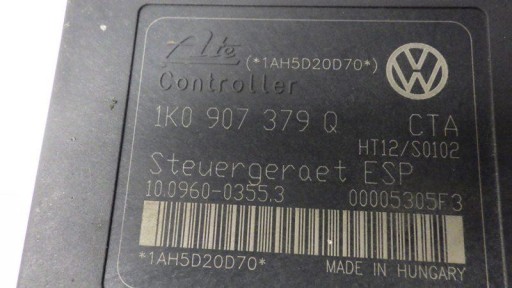 Ate (*1AH5D20D70*)
Controller
1K0 907 379 Q CTA
HT12/S0102
Steuergeraet ESP
10.0960-0355.3 00005305F3
*1AH5D20D70* MADE IN HUNGARY